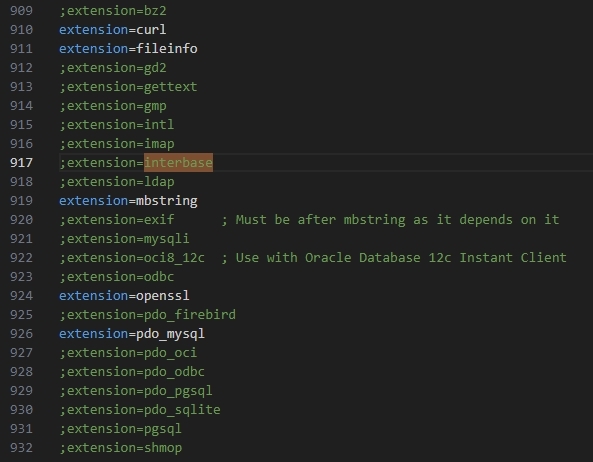 909 ;extension=bz2
910 extension=curl
911 extension=fileinfo
912 ;extension=gd2
913 ;extension=gettext
914 ;extension=gmp
915 ;extension=intl
916 ;extension=imap
917 ;extension=interbase
918 ;extension=ldap
919 extension=mbstring
920 ;extension=exif      ; Must be after mbstring as it depends on it
921 ;extension=mysqli
922 ;extension=oci8_12c  ; Use with Oracle Database 12c Instant Client
923 ;extension=odbc
924 extension=openssl
925 ;extension=pdo_firebird
926 extension=pdo_mysql
927 ;extension=pdo_oci
928 ;extension=pdo_odbc
929 ;extension=pdo_pgsql
930 ;extension=pdo_sqlite
931 ;extension=pgsql
932 ;extension=shmop